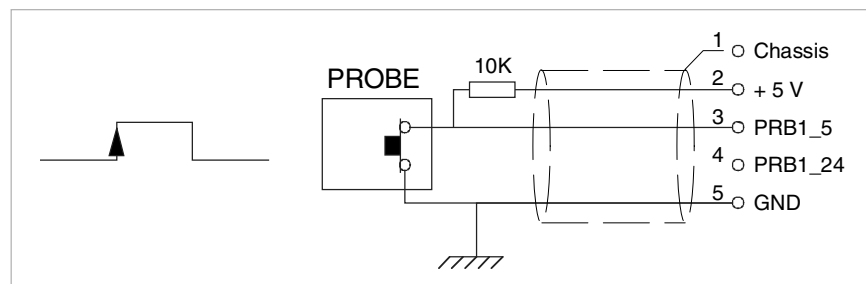 PROBE
10K
1 Chassis
2 + 5 V
3 PRB1_5
4 PRB1_24
5 GND